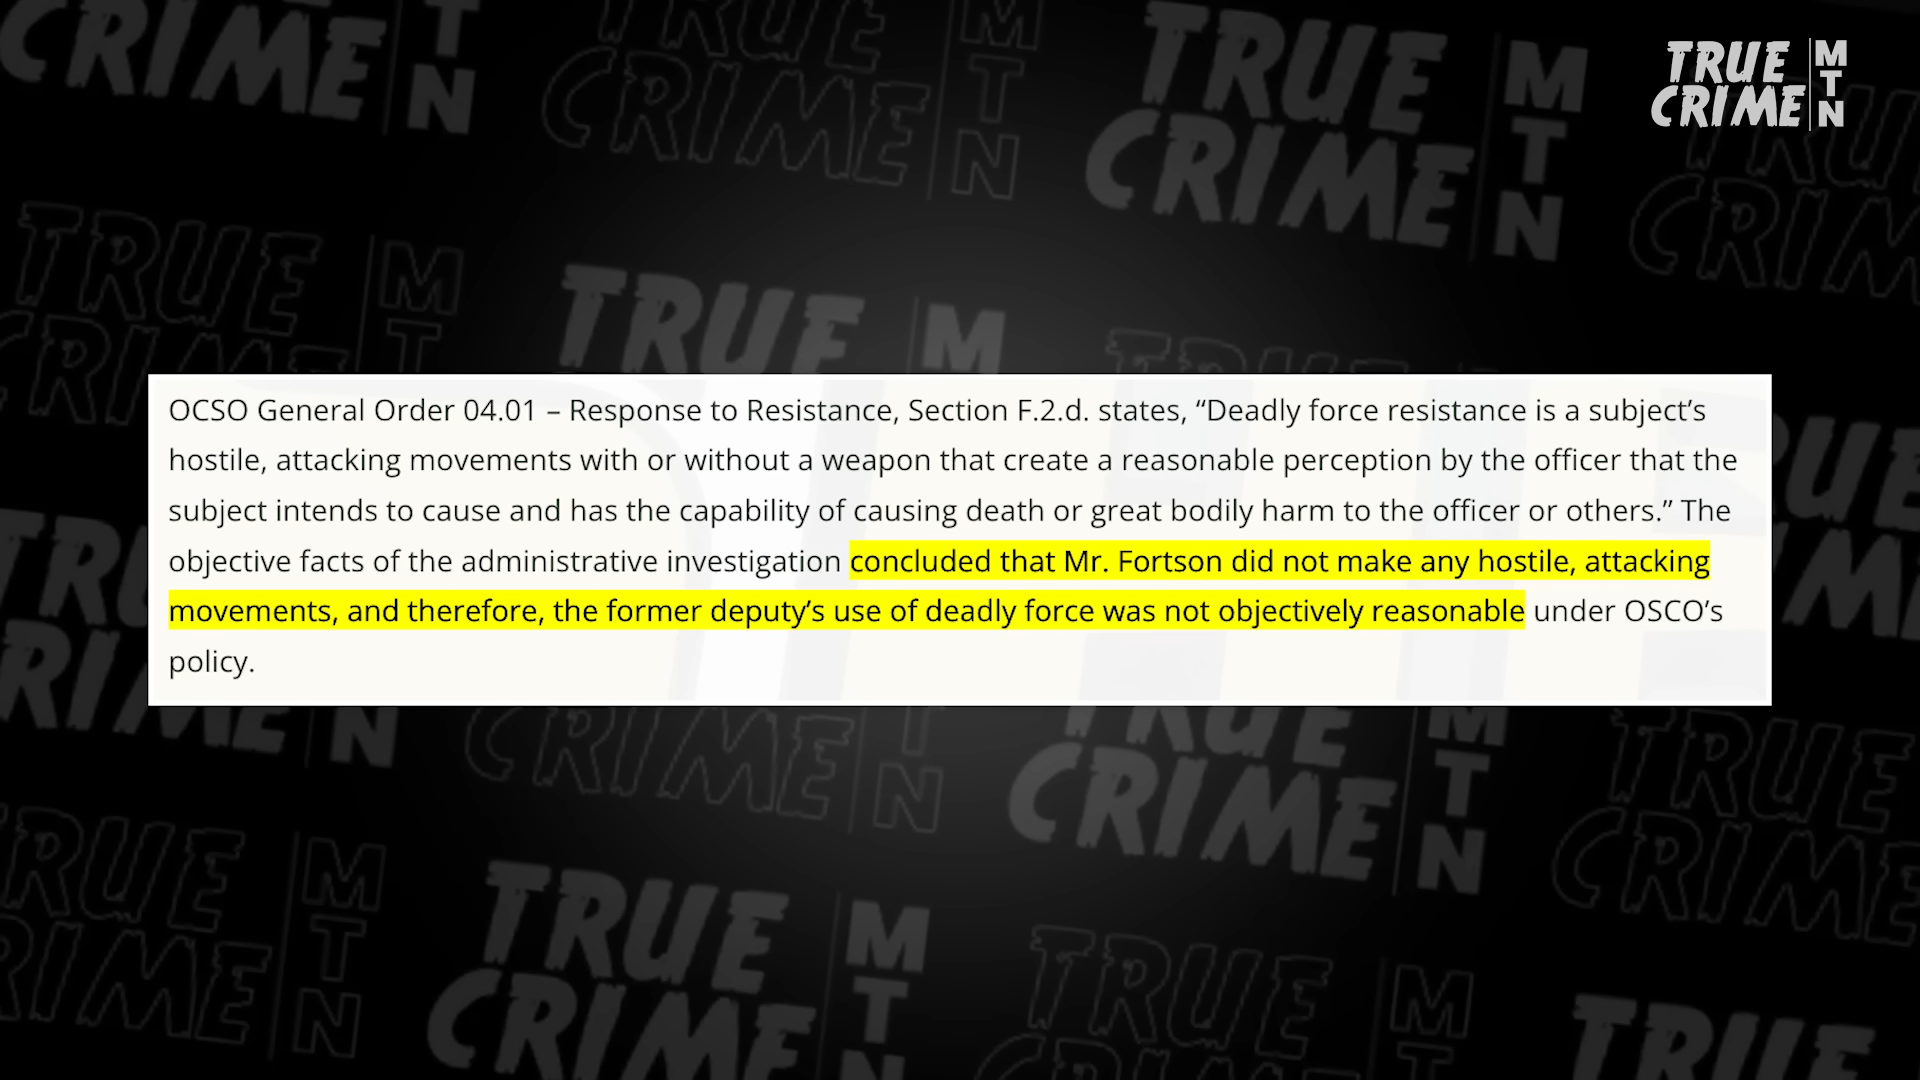 TRUE CRIME MTN
OCSO General Order 04.01 – Response to Resistance, Section F.2.d. states, “Deadly force resistance is a subject’s
hostile, attacking movements with or without a weapon that create a reasonable perception by the officer that the
subject intends to cause and has the capability of causing death or great bodily harm to the officer or others.” The
objective facts of the administrative investigation concluded that Mr. Fortson did not make any hostile, attacking
movements, and therefore, the former deputy’s use of deadly force was not objectively reasonable under OSCO’s
policy.